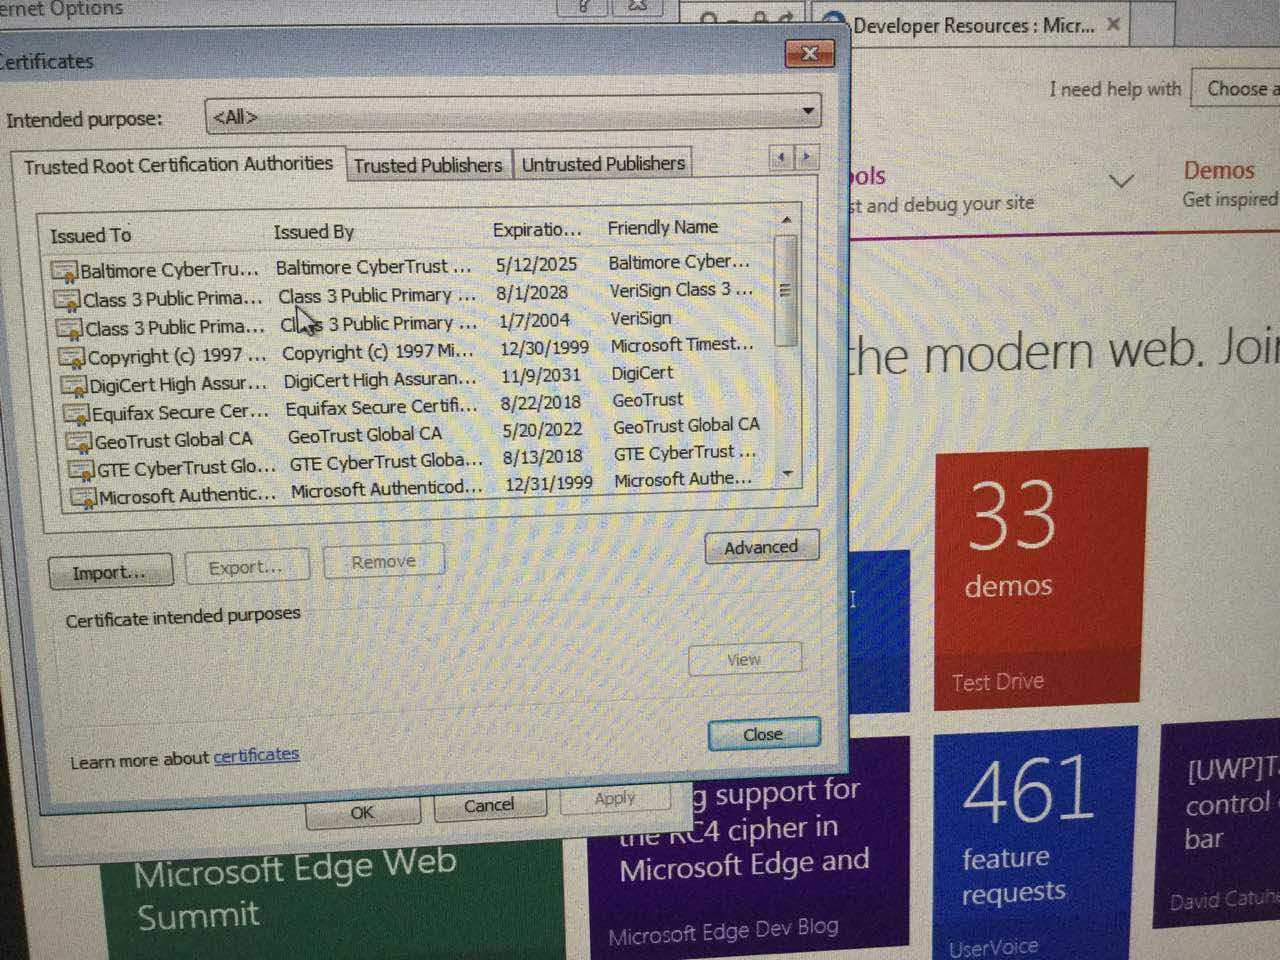 ernet Options
Developer Resources : Micr...
Certificates
I need help with
Choose a
Intended purpose:
<All>
Trusted Root Certification Authorities
Trusted Publishers
Untrusted Publishers
ols
st and debug your site
Demos
Get inspired
Issued To Issued By Expiratio... Friendly Name
Baltimore CyberTru... Baltimore CyberTrust ... 5/12/2025 Baltimore Cyber...
Class 3 Public Prima... Class 3 Public Primary ... 8/1/2028 VeriSign Class 3 ...
Class 3 Public Prima... Class 3 Public Primary ... 1/7/2004 VeriSign
Copyright (c) 1997 ... Copyright (c) 1997 Mi... 12/30/1999 Microsoft Timest...
DigiCert High Assur... DigiCert High Assuran... 11/9/2031 DigiCert
Equifax Secure Cer... Equifax Secure Certifi... 8/22/2018 GeoTrust
GeoTrust Global CA GeoTrust Global CA 5/20/2022 GeoTrust Global CA
GTE CyberTrust Glo... GTE CyberTrust Globa... 8/13/2018 GTE CyberTrust ...
Microsoft Authentic... Microsoft Authenticod... 12/31/1999 Microsoft Authe...
the modern web. Joi
Import...
Export...
Remove
Advanced
Certificate intended purposes
View
Learn more about certificates
Close
OK
Cancel
Apply
33
demos
Test Drive
Microsoft Edge Web
Summit
g support for
the RC4 cipher in
Microsoft Edge and
Microsoft Edge Dev Blog
461
feature
requests
UserVoice
[UWP]T
control
bar
David Catuhe